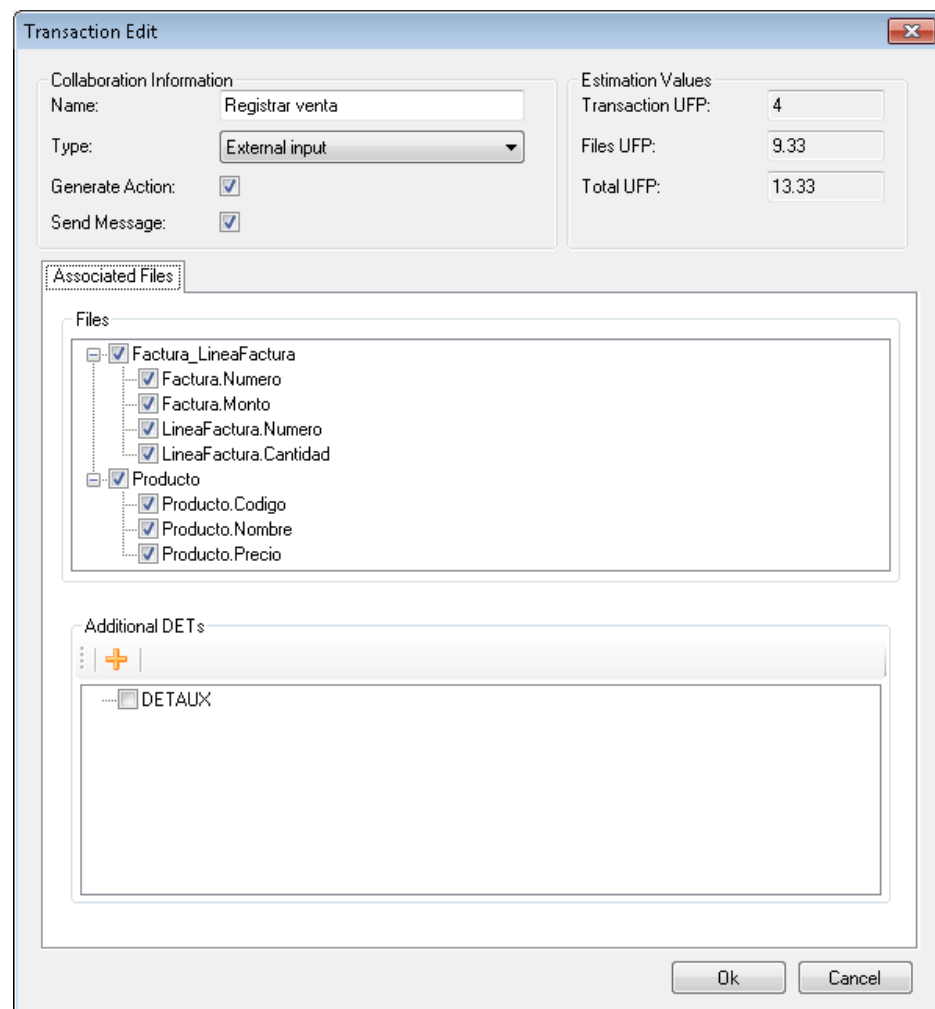 Transaction Edit
Collaboration Information
Name: Registrar venta
Type: External input
Generate Action:
Send Message:
Estimation Values
Transaction UFP: 4
Files UFP: 9.33
Total UFP: 13.33
Associated Files
Files
Factura_LineaFactura
Factura.Numero
Factura.Monto
LineaFactura.Numero
LineaFactura.Cantidad
Producto
Producto.Codigo
Producto.Nombre
Producto.Precio
Additional DETs
DETAUX
Ok Cancel